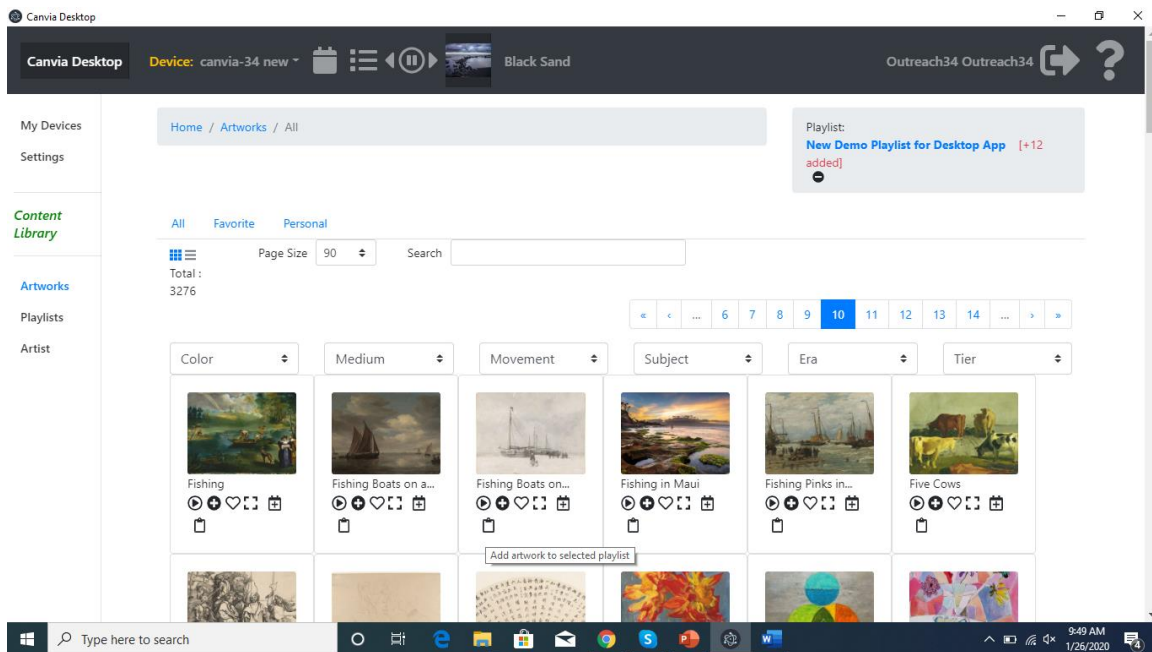 Canvia Desktop
Canvia Desktop Device: canvia-34 new Black Sand Outreach34 Outreach34
My Devices
Settings
Content
Library
Artworks
Playlists
Artist
Home / Artworks / All
Playlist:
New Demo Playlist for Desktop App [+12
added]
All Favorite Personal
Page Size 90 Search
Total :
3276
« ‹ ... 6 7 8 9 10 11 12 13 14 ... › »
Color Medium Movement Subject Era Tier
Fishing Fishing Boats on a... Fishing Boats on... Fishing in Maui Fishing Pinks in... Five Cows
Add artwork to selected playlist
Type here to search
9:49 AM
1/26/2020
4